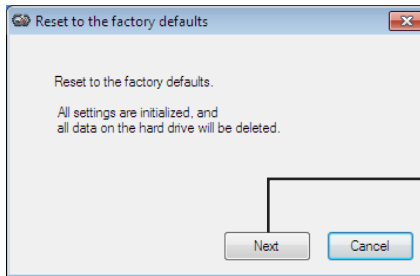 Reset to the factory defaults
Reset to the factory defaults.
All settings are initialized, and
all data on the hard drive will be deleted.
Next
Cancel